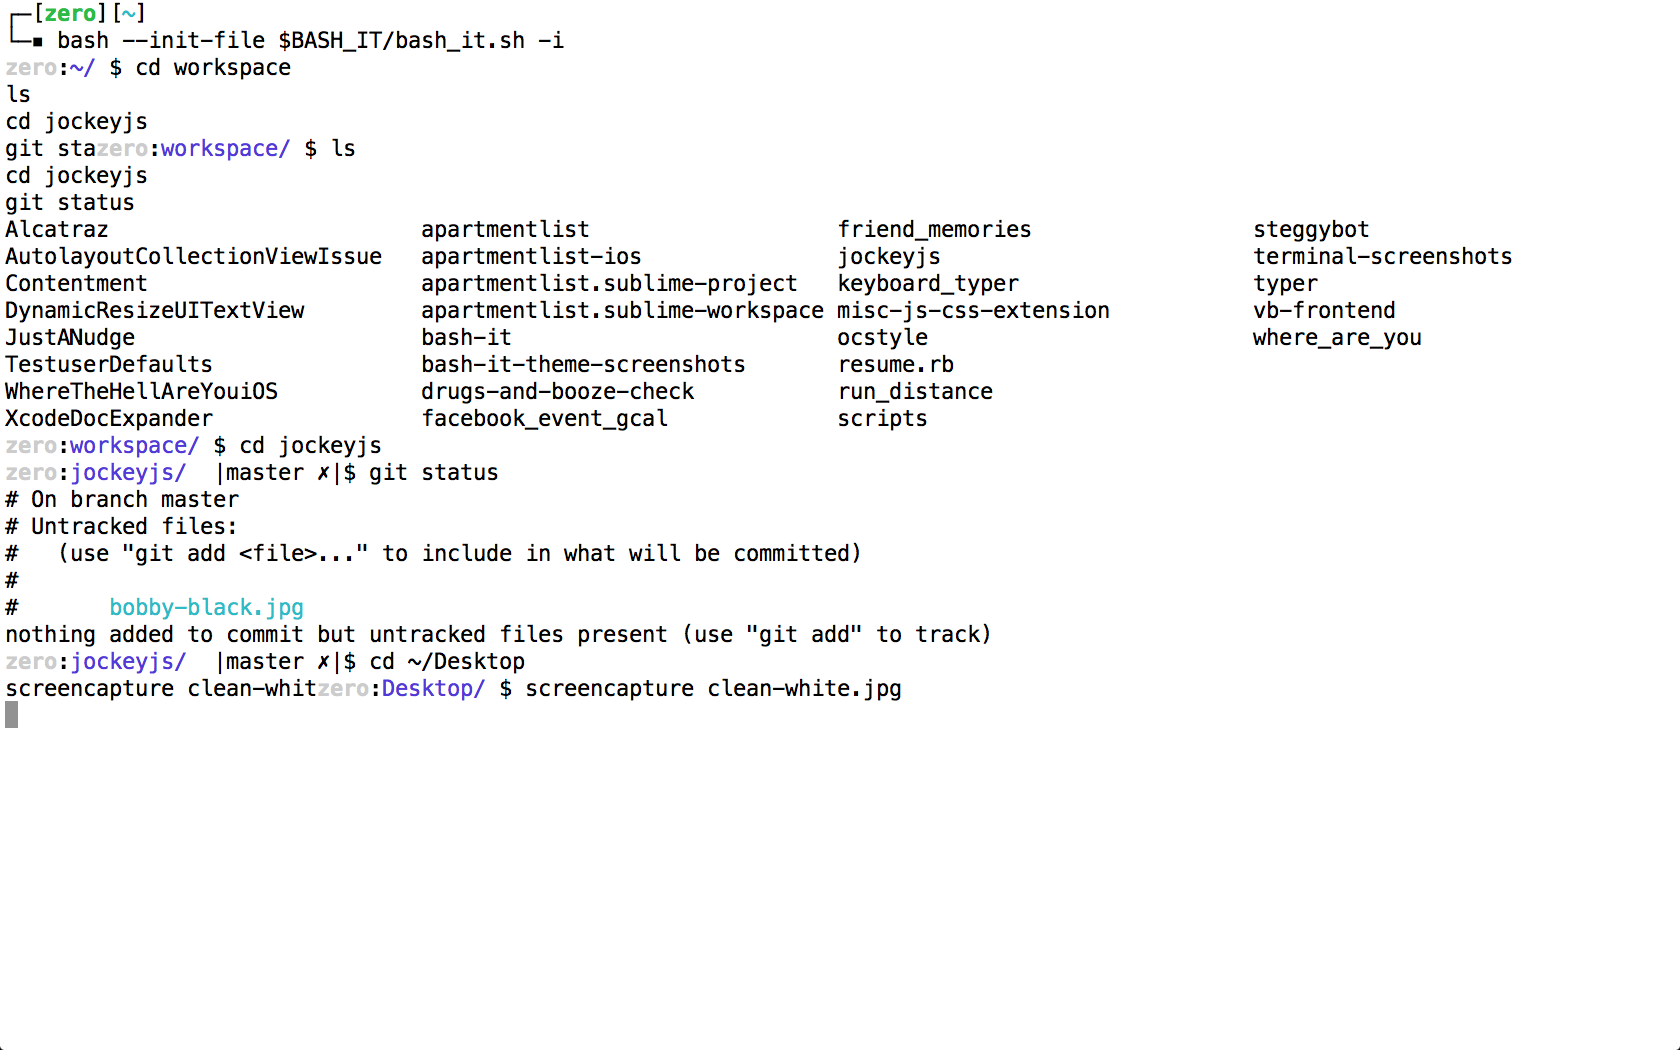 ┌─[zero][~]
└─▪ bash --init-file $BASH_IT/bash_it.sh -i
zero:~/ $ cd workspace
ls
cd jockeyjs
git stazero:workspace/ $ ls
cd jockeyjs
git status
Alcatraz                        apartmentlist                   friend_memories                 steggybot
AutolayoutCollectionViewIssue   apartmentlist-ios               jockeyjs                        terminal-screenshots
Contentment                     apartmentlist.sublime-project   keyboard_typer                  typer
DynamicResizeUITextView         apartmentlist.sublime-workspace misc-js-css-extension           vb-frontend
JustANudge                      bash-it                         ocstyle                         where_are_you
TestuserDefaults                bash-it-theme-screenshots       resume.rb
WhereTheHellAreYouiOS           drugs-and-booze-check           run_distance
XcodeDocExpander                facebook_event_gcal             scripts
zero:workspace/ $ cd jockeyjs
zero:jockeyjs/  |master ✗|$ git status
# On branch master
# Untracked files:
#   (use "git add <file>..." to include in what will be committed)
#
#       bobby-black.jpg
nothing added to commit but untracked files present (use "git add" to track)
zero:jockeyjs/  |master ✗|$ cd ~/Desktop
screencapture clean-whitzero:Desktop/ $ screencapture clean-white.jpg